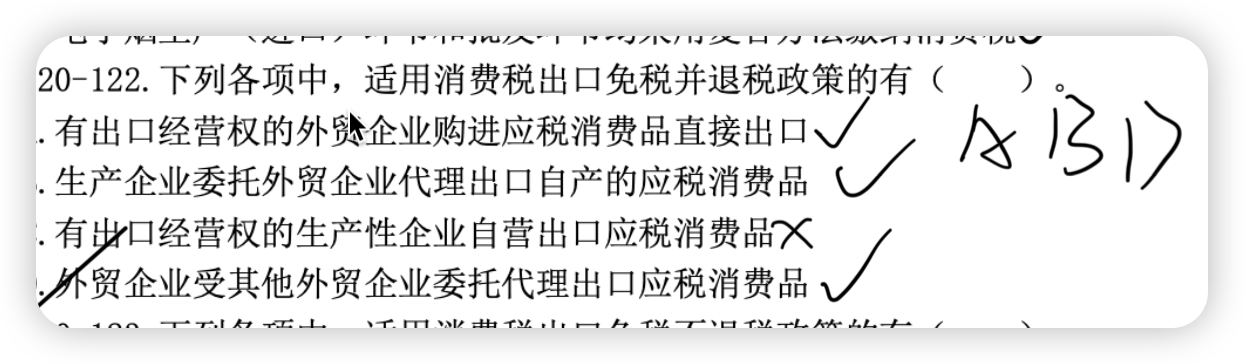 20-122.下列各项中，适用消费税出口免税并退税政策的有（　　）。
.有出口经营权的外贸企业购进应税消费品直接出口✓
.生产企业委托外贸企业代理出口自产的应税消费品 ✓
.有出口经营权的生产性企业自营出口应税消费品×
.外贸企业受其他外贸企业委托代理出口应税消费品 ✓
ABD